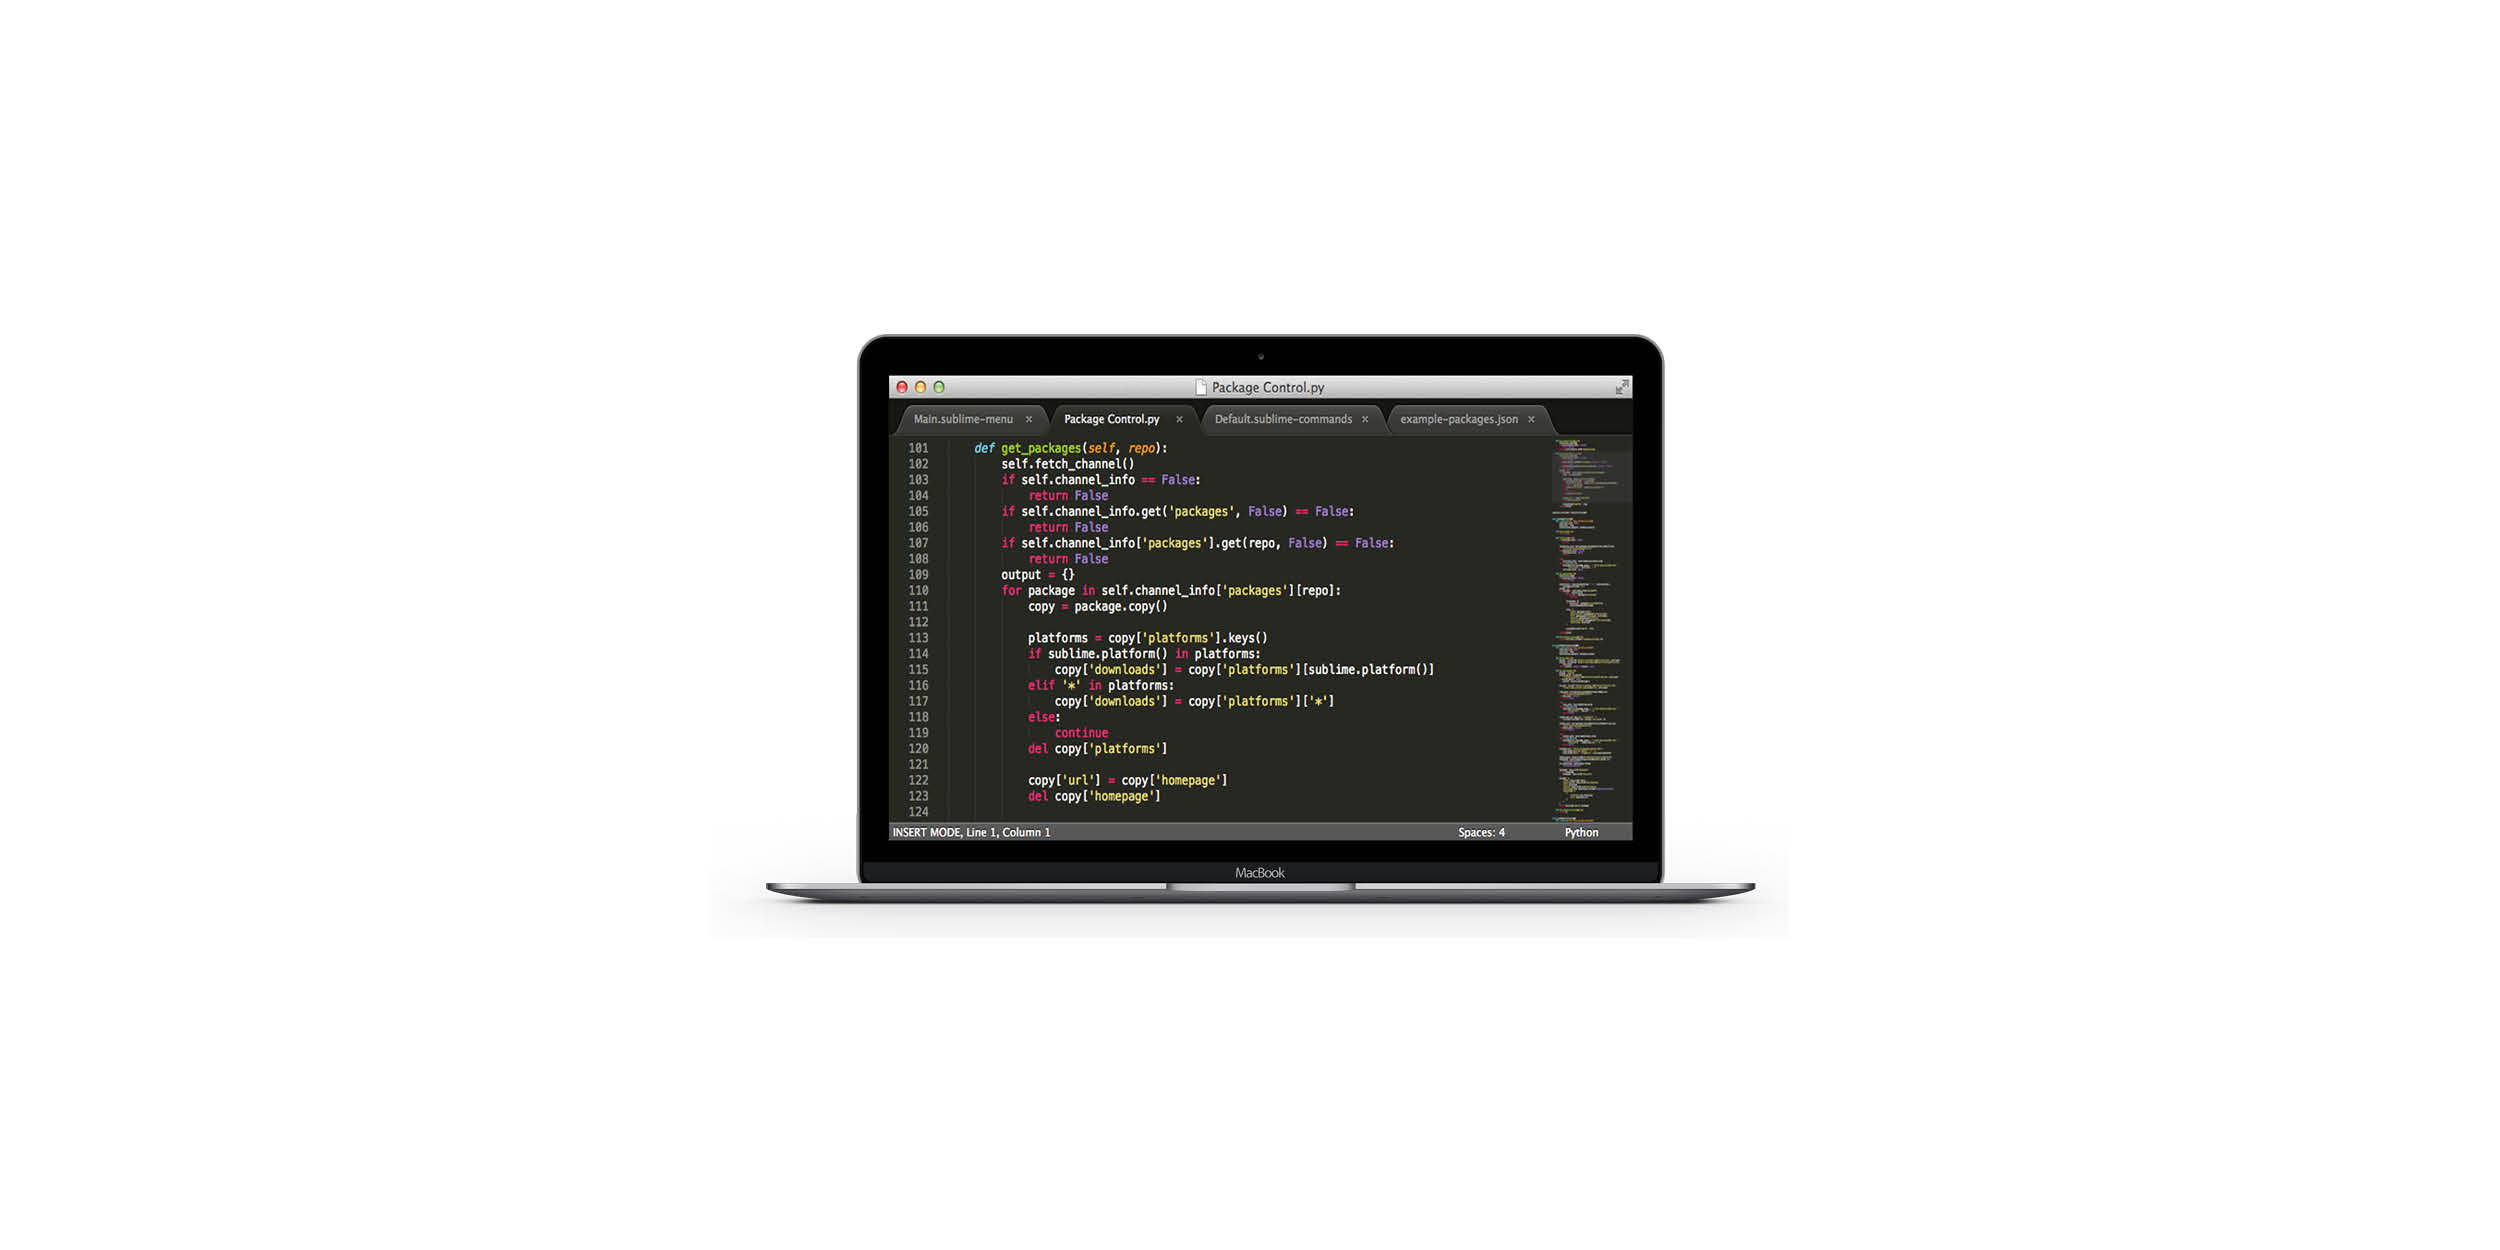 Package Control.py
Main.sublime-menu × Package Control.py × Default.sublime-commands × example-packages.json ×
101 def get_packages(self, repo):
102 self.fetch_channel()
103 if self.channel_info == False:
104 return False
105 if self.channel_info.get('packages', False) == False:
106 return False
107 if self.channel_info['packages'].get(repo, False) == False:
108 return False
109 output = {}
110 for package in self.channel_info['packages'][repo]:
111 copy = package.copy()
112
113 platforms = copy['platforms'].keys()
114 if sublime.platform() in platforms:
115 copy['downloads'] = copy['platforms'][sublime.platform()]
116 elif '*' in platforms:
117 copy['downloads'] = copy['platforms']['*']
118 else:
119 continue
120 del copy['platforms']
121
122 copy['url'] = copy['homepage']
123 del copy['homepage']
124
INSERT MODE, Line 1, Column 1 Spaces: 4 Python
MacBook